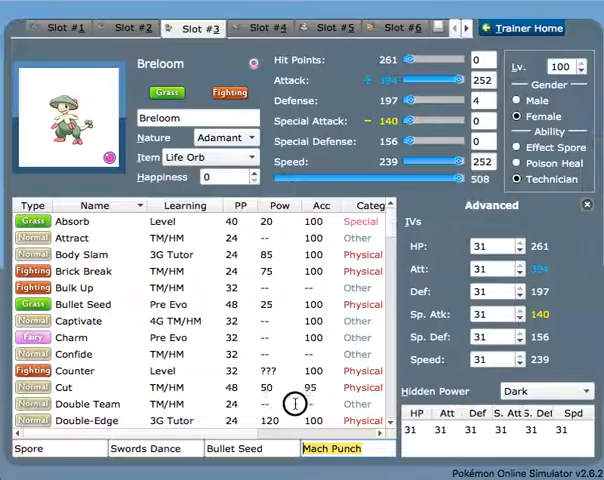 Slot #1 Slot #2 Slot #3 Slot #4 Slot #5 Slot #6 Trainer Home
Breloom
Grass Fighting
Breloom
Nature Adamant
Item Life Orb
Happiness 0
Hit Points: 261 0
Attack: 394 252
Defense: 197 4
Special Attack: 140 0
Special Defense: 156 0
Speed: 239 252
508
Lv. 100
Gender
Male
Female
Ability
Effect Spore
Poison Heal
Technician
Type Name Learning PP Pow Acc Categ
Grass Absorb Level 40 20 100 Special
Normal Attract TM/HM 24 -- 100 Other
Normal Body Slam 3G Tutor 24 85 100 Physical
Fighting Brick Break TM/HM 24 75 100 Physical
Fighting Bulk Up TM/HM 32 -- -- Other
Grass Bullet Seed Pre Evo 48 25 100 Physical
Normal Captivate 4G TM/HM 32 -- 100 Other
Fairy Charm Pre Evo 32 -- 100 Other
Normal Confide TM/HM 32 -- -- Other
Fighting Counter Level 32 ??? 100 Physical
Normal Cut TM/HM 48 50 95 Physical
Normal Double Team TM/HM 24 -- -- Other
Normal Double-Edge 3G Tutor 24 120 100 Physical
Spore Swords Dance Bullet Seed Mach Punch
Advanced
IVs
HP: 31 261
Att: 31 394
Def: 31 197
Sp. Atk: 31 140
Sp. Def: 31 156
Speed: 31 239
Hidden Power Dark
HP Att Def S. Att S. Def Spd
31 31 31 31 31 31
Pokémon Online Simulator v2.6.2